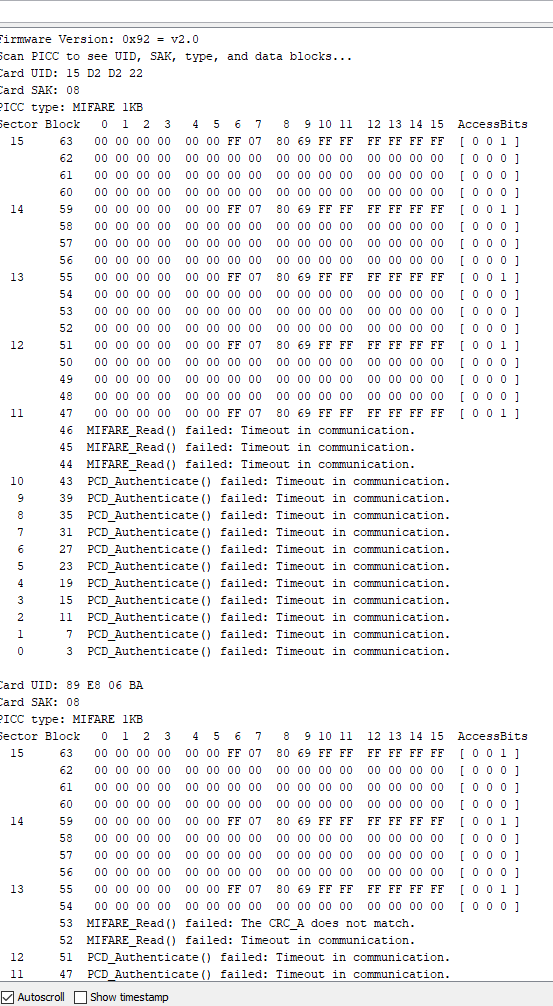 Firmware Version: 0x92 = v2.0
Scan PICC to see UID, SAK, type, and data blocks...
Card UID: 15 D2 D2 22
Card SAK: 08
PICC type: MIFARE 1KB
Sector Block 0 1 2 3 4 5 6 7 8 9 10 11 12 13 14 15 AccessBits
15 63 00 00 00 00 00 00 FF 07 80 69 FF FF FF FF FF FF [ 0 0 1 ]
62 00 00 00 00 00 00 00 00 00 00 00 00 00 00 00 00 [ 0 0 0 ]
61 00 00 00 00 00 00 00 00 00 00 00 00 00 00 00 00 [ 0 0 0 ]
60 00 00 00 00 00 00 00 00 00 00 00 00 00 00 00 00 [ 0 0 0 ]
14 59 00 00 00 00 00 00 FF 07 80 69 FF FF FF FF FF FF [ 0 0 1 ]
58 00 00 00 00 00 00 00 00 00 00 00 00 00 00 00 00 [ 0 0 0 ]
57 00 00 00 00 00 00 00 00 00 00 00 00 00 00 00 00 [ 0 0 0 ]
56 00 00 00 00 00 00 00 00 00 00 00 00 00 00 00 00 [ 0 0 0 ]
13 55 00 00 00 00 00 00 FF 07 80 69 FF FF FF FF FF FF [ 0 0 1 ]
54 00 00 00 00 00 00 00 00 00 00 00 00 00 00 00 00 [ 0 0 0 ]
53 00 00 00 00 00 00 00 00 00 00 00 00 00 00 00 00 [ 0 0 0 ]
52 00 00 00 00 00 00 00 00 00 00 00 00 00 00 00 00 [ 0 0 0 ]
12 51 00 00 00 00 00 00 FF 07 80 69 FF FF FF FF FF FF [ 0 0 1 ]
50 00 00 00 00 00 00 00 00 00 00 00 00 00 00 00 00 [ 0 0 0 ]
49 00 00 00 00 00 00 00 00 00 00 00 00 00 00 00 00 [ 0 0 0 ]
48 00 00 00 00 00 00 00 00 00 00 00 00 00 00 00 00 [ 0 0 0 ]
11 47 00 00 00 00 00 00 FF 07 80 69 FF FF FF FF FF FF [ 0 0 1 ]
46 MIFARE_Read() failed: Timeout in communication.
45 MIFARE_Read() failed: Timeout in communication.
44 MIFARE_Read() failed: Timeout in communication.
10 43 PCD_Authenticate() failed: Timeout in communication.
9 39 PCD_Authenticate() failed: Timeout in communication.
8 35 PCD_Authenticate() failed: Timeout in communication.
7 31 PCD_Authenticate() failed: Timeout in communication.
6 27 PCD_Authenticate() failed: Timeout in communication.
5 23 PCD_Authenticate() failed: Timeout in communication.
4 19 PCD_Authenticate() failed: Timeout in communication.
3 15 PCD_Authenticate() failed: Timeout in communication.
2 11 PCD_Authenticate() failed: Timeout in communication.
1 7 PCD_Authenticate() failed: Timeout in communication.
0 3 PCD_Authenticate() failed: Timeout in communication.
Card UID: 89 E8 06 BA
Card SAK: 08
PICC type: MIFARE 1KB
Sector Block 0 1 2 3 4 5 6 7 8 9 10 11 12 13 14 15 AccessBits
15 63 00 00 00 00 00 00 FF 07 80 69 FF FF FF FF FF FF [ 0 0 1 ]
62 00 00 00 00 00 00 00 00 00 00 00 00 00 00 00 00 [ 0 0 0 ]
61 00 00 00 00 00 00 00 00 00 00 00 00 00 00 00 00 [ 0 0 0 ]
60 00 00 00 00 00 00 00 00 00 00 00 00 00 00 00 00 [ 0 0 0 ]
14 59 00 00 00 00 00 00 FF 07 80 69 FF FF FF FF FF FF [ 0 0 1 ]
58 00 00 00 00 00 00 00 00 00 00 00 00 00 00 00 00 [ 0 0 0 ]
57 00 00 00 00 00 00 00 00 00 00 00 00 00 00 00 00 [ 0 0 0 ]
56 00 00 00 00 00 00 00 00 00 00 00 00 00 00 00 00 [ 0 0 0 ]
13 55 00 00 00 00 00 00 FF 07 80 69 FF FF FF FF FF FF [ 0 0 1 ]
54 00 00 00 00 00 00 00 00 00 00 00 00 00 00 00 00 [ 0 0 0 ]
53 MIFARE_Read() failed: The CRC_A does not match.
52 MIFARE_Read() failed: Timeout in communication.
12 51 PCD_Authenticate() failed: Timeout in communication.
11 47 PCD_Authenticate() failed: Timeout in communication.
Autoscroll Show timestamp